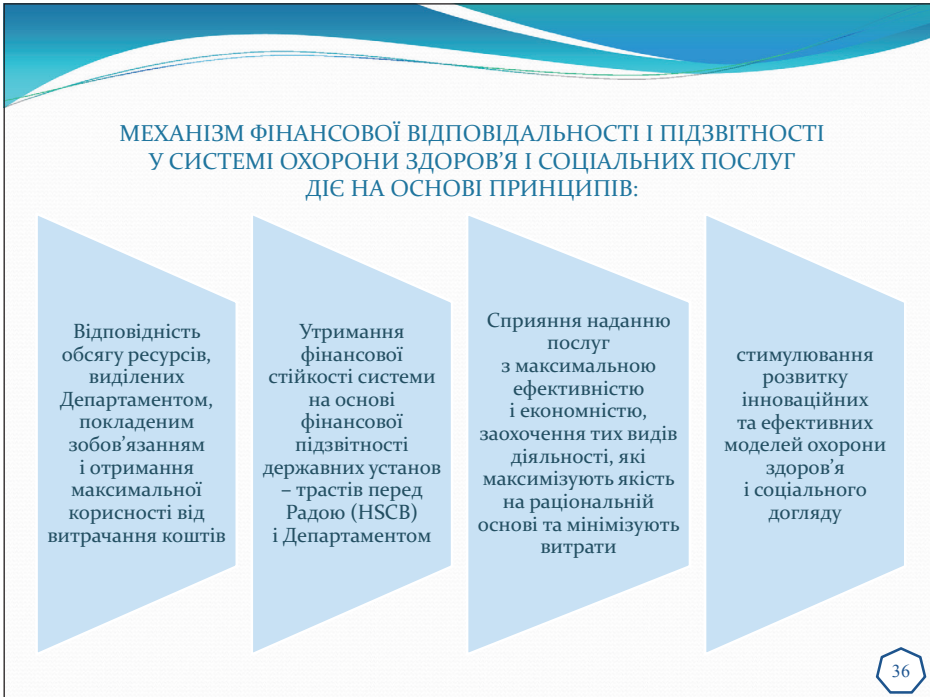 МЕХАНІЗМ ФІНАНСОВОЇ ВІДПОВІДАЛЬНОСТІ І ПІДЗВІТНОСТІ
У СИСТЕМІ ОХОРОНИ ЗДОРОВ’Я І СОЦІАЛЬНИХ ПОСЛУГ
ДІЄ НА ОСНОВІ ПРИНЦИПІВ:
Відповідність
обсягу ресурсів,
виділених
Департаментом,
покладеним
зобов’язанням
і отримання
максимальної
корисності від
витрачання коштів
Утримання
фінансової
стійкості системи
на основі
фінансової
підзвітності
державних установ
– трастів перед
Радою (HSCB)
і Департаментом
Сприяння наданню
послуг
з максимальною
ефективністю
і економністю,
заохочення тих видів
діяльності, які
максимізують якість
на раціональній
основі та мінімізують
витрати
стимулювання
розвитку
інноваційних
та ефективних
моделей охорони
здоров’я
і соціального
догляду
36